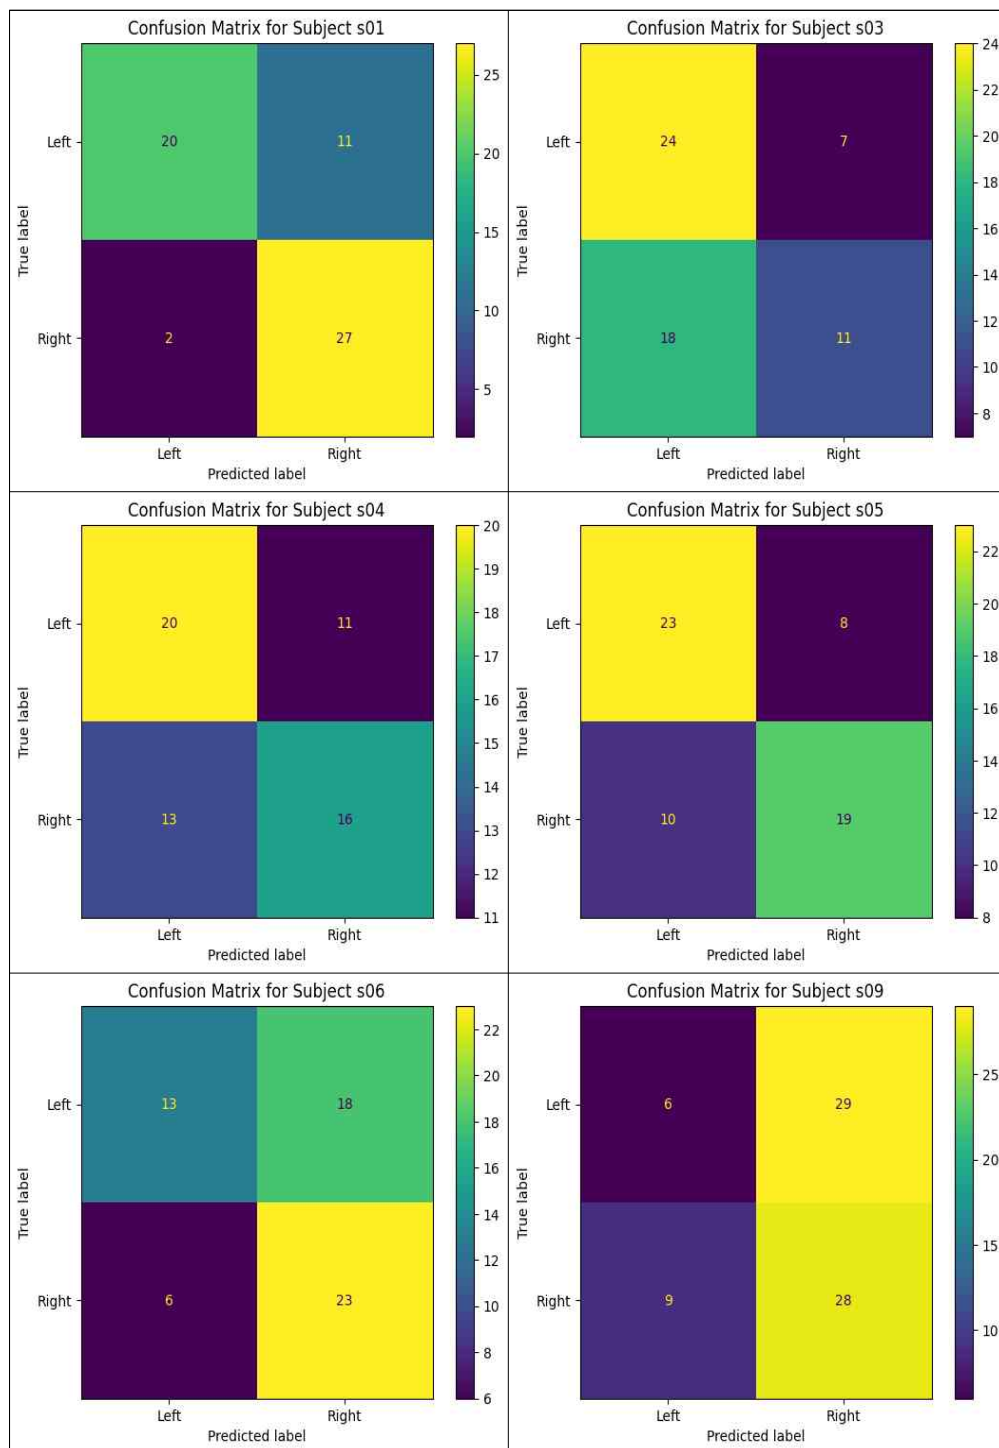 Confusion Matrix for Subject s01
Left
20
11
25
20
15
10
5
True label
Right
2
27
Left
Right
Predicted label
Confusion Matrix for Subject s03
Left
24
7
24
22
20
18
16
14
12
10
8
True label
Right
18
11
Left
Right
Predicted label
Confusion Matrix for Subject s04
Left
20
11
20
19
18
17
16
15
14
13
12
11
True label
Right
13
16
Left
Right
Predicted label
Confusion Matrix for Subject s05
Left
23
8
22
20
18
16
14
12
10
8
True label
Right
10
19
Left
Right
Predicted label
Confusion Matrix for Subject s06
Left
13
18
22
20
18
16
14
12
10
8
6
True label
Right
6
23
Left
Right
Predicted label
Confusion Matrix for Subject s09
Left
6
29
25
20
15
10
True label
Right
9
28
Left
Right
Predicted label